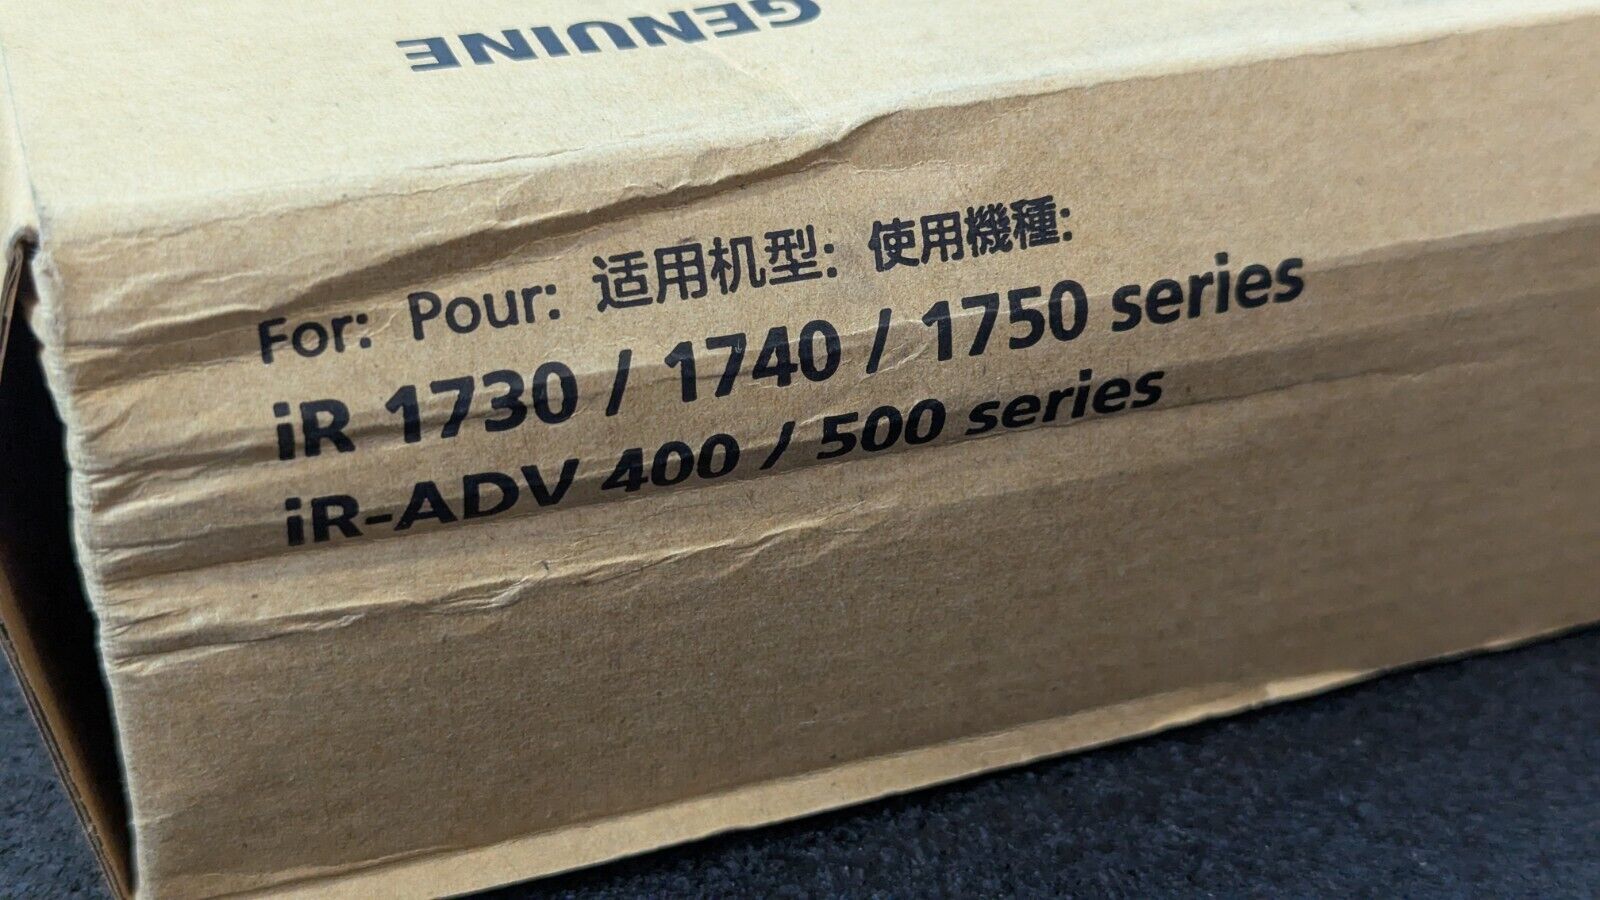 GENUINE
For: Pour: 适用机型: 使用機種:
iR 1730 / 1740 / 1750 series
iR-ADV 400 / 500 series